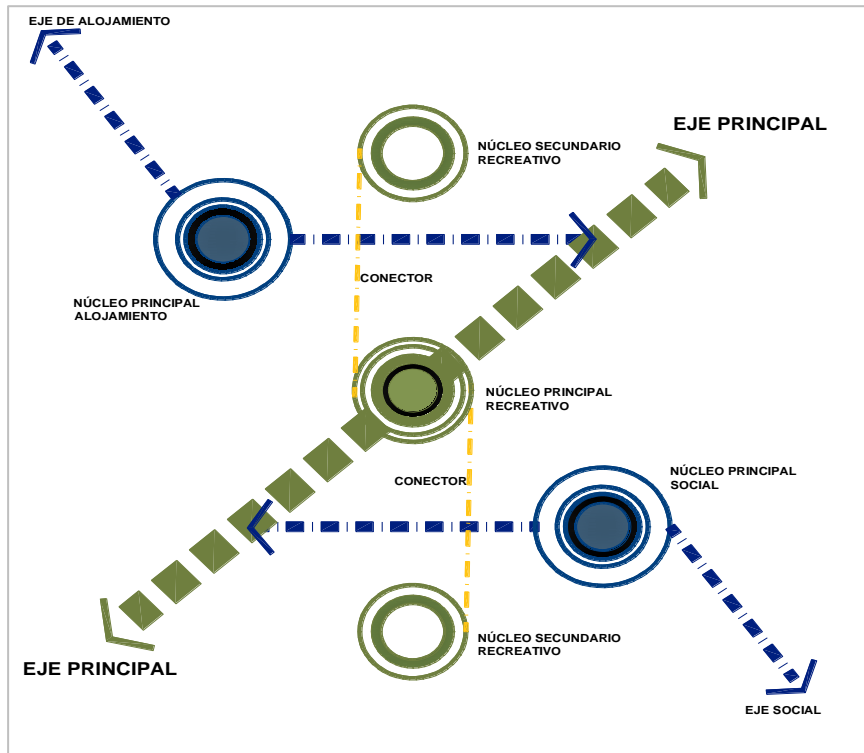 EJE DE ALOJAMIENTO
EJE PRINCIPAL
NÚCLEO SECUNDARIO
RECREATIVO
CONECTOR
NÚCLEO PRINCIPAL
ALOJAMIENTO
NÚCLEO PRINCIPAL
RECREATIVO
NÚCLEO PRINCIPAL
SOCIAL
CONECTOR
NÚCLEO SECUNDARIO
RECREATIVO
EJE PRINCIPAL
EJE SOCIAL